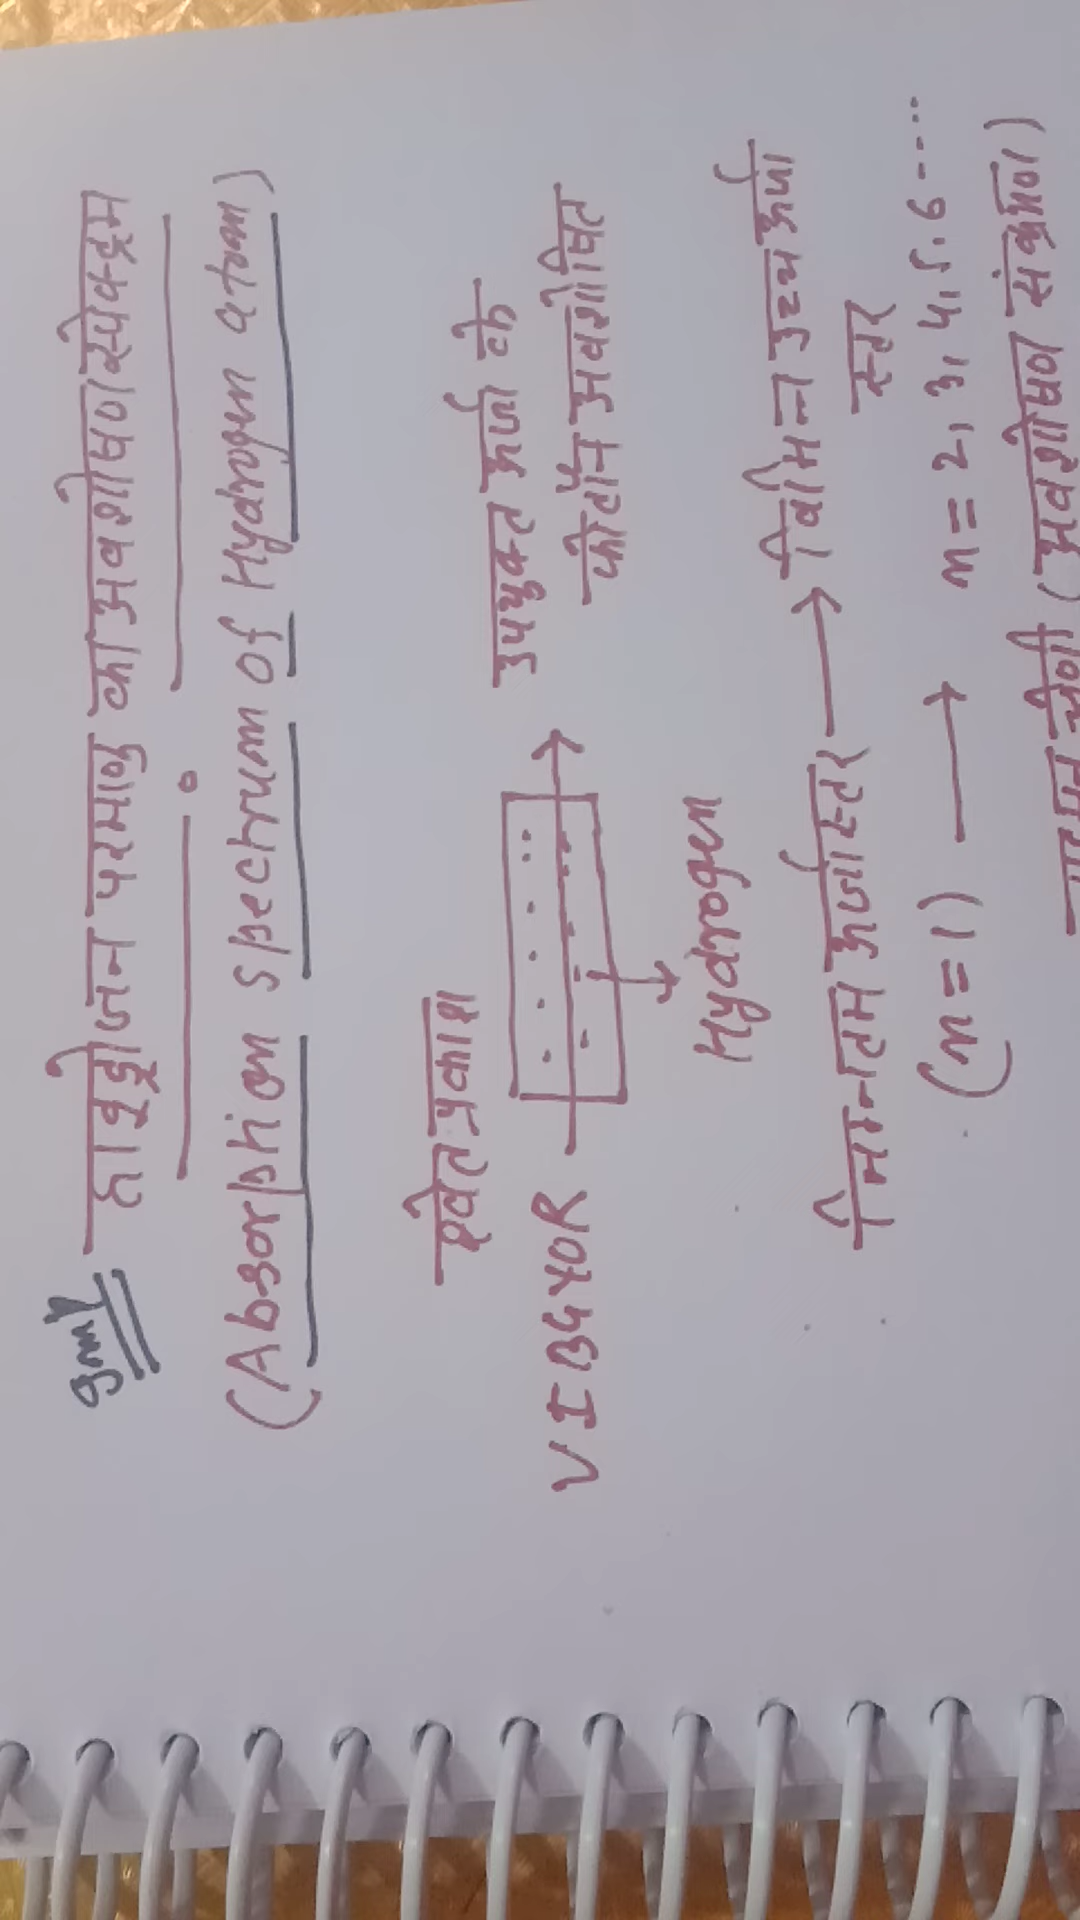 हाइड्रोजन परमाणु का अवशोषण स्पेक्ट्रम
(Absorption spectrum of Hydrogen atom)
श्वेत प्रकाश
VIBGYOR
उपयुक्त ऊर्जा के
फोटॉन अवशोषित
Hydrogen
निम्नतम ऊर्जा स्तर → विभिन्न उच्च ऊर्जा
स्तर
(n=1) → n = 2, 3, 4, 5, 6 ----
श्रेणी (अवशोषण संक्रमण)